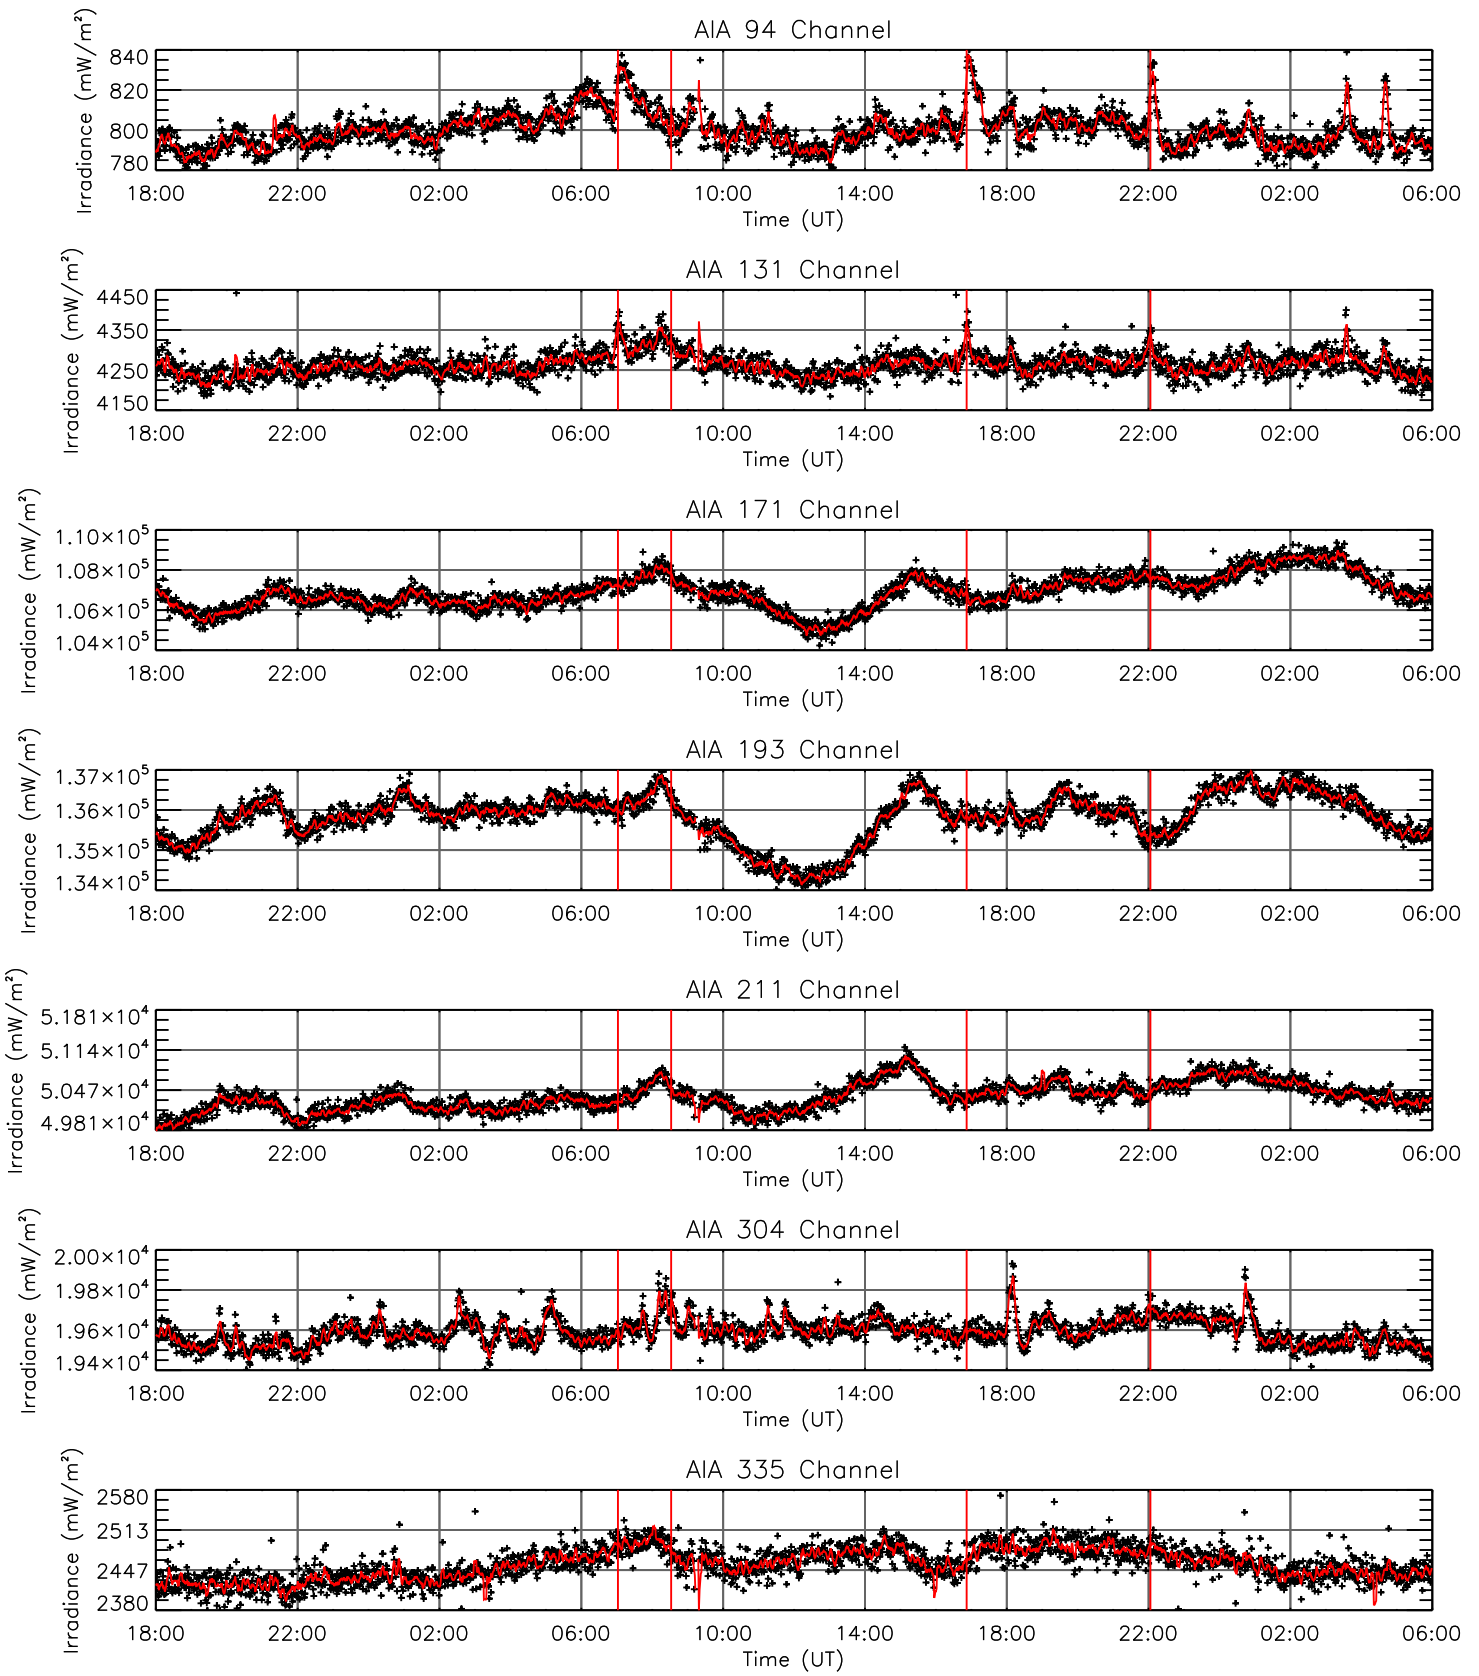 AIA 94 Channel
Irradiance (mW/m²)
840
820
800
780
18:00 22:00 02:00 06:00 10:00 14:00 18:00 22:00 02:00 06:00
Time (UT)
AIA 131 Channel
Irradiance (mW/m²)
4450
4350
4250
4150
18:00 22:00 02:00 06:00 10:00 14:00 18:00 22:00 02:00 06:00
Time (UT)
AIA 171 Channel
Irradiance (mW/m²)
1.10×10⁵
1.08×10⁵
1.06×10⁵
1.04×10⁵
18:00 22:00 02:00 06:00 10:00 14:00 18:00 22:00 02:00 06:00
Time (UT)
AIA 193 Channel
Irradiance (mW/m²)
1.37×10⁵
1.36×10⁵
1.35×10⁵
1.34×10⁵
18:00 22:00 02:00 06:00 10:00 14:00 18:00 22:00 02:00 06:00
Time (UT)
AIA 211 Channel
Irradiance (mW/m²)
5.181×10⁴
5.114×10⁴
5.047×10⁴
4.981×10⁴
18:00 22:00 02:00 06:00 10:00 14:00 18:00 22:00 02:00 06:00
Time (UT)
AIA 304 Channel
Irradiance (mW/m²)
2.00×10⁴
1.98×10⁴
1.96×10⁴
1.94×10⁴
18:00 22:00 02:00 06:00 10:00 14:00 18:00 22:00 02:00 06:00
Time (UT)
AIA 335 Channel
Irradiance (mW/m²)
2580
2513
2447
2380
18:00 22:00 02:00 06:00 10:00 14:00 18:00 22:00 02:00 06:00
Time (UT)